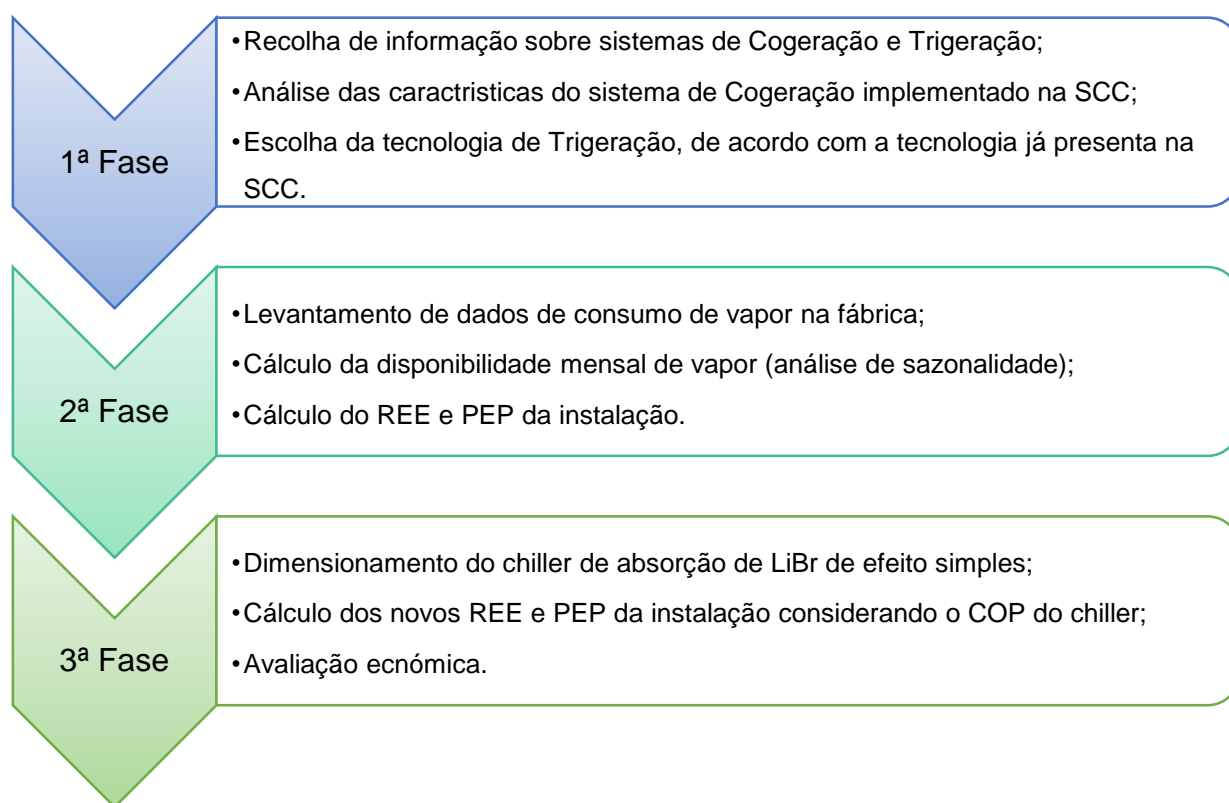 1ª Fase
•Recolha de informação sobre sistemas de Cogeração e Trigeração;
•Análise das caractristicas do sistema de Cogeração implementado na SCC;
•Escolha da tecnologia de Trigeração, de acordo com a tecnologia já presenta na
SCC.
2ª Fase
•Levantamento de dados de consumo de vapor na fábrica;
•Cálculo da disponibilidade mensal de vapor (análise de sazonalidade);
•Cálculo do REE e PEP da instalação.
3ª Fase
•Dimensionamento do chiller de absorção de LiBr de efeito simples;
•Cálculo dos novos REE e PEP da instalação considerando o COP do chiller;
•Avaliação ecnómica.